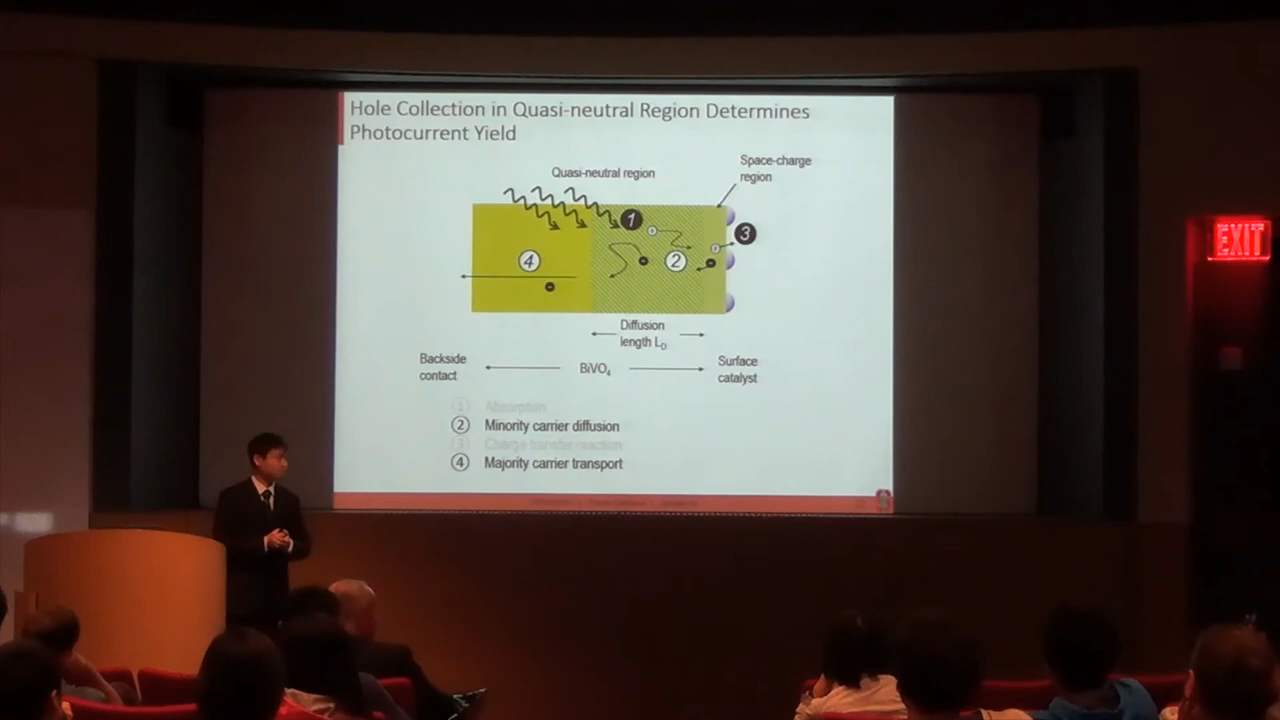 Hole Collection in Quasi-neutral Region Determines
Photocurrent Yield
Quasi-neutral region
Space-charge
region
1
3
4
2
Diffusion
length L_D
Backside
contact
BiVO₄
Surface
catalyst
1 Absorption
2 Minority carrier diffusion
3 Charge transfer reaction
4 Majority carrier transport
EXIT